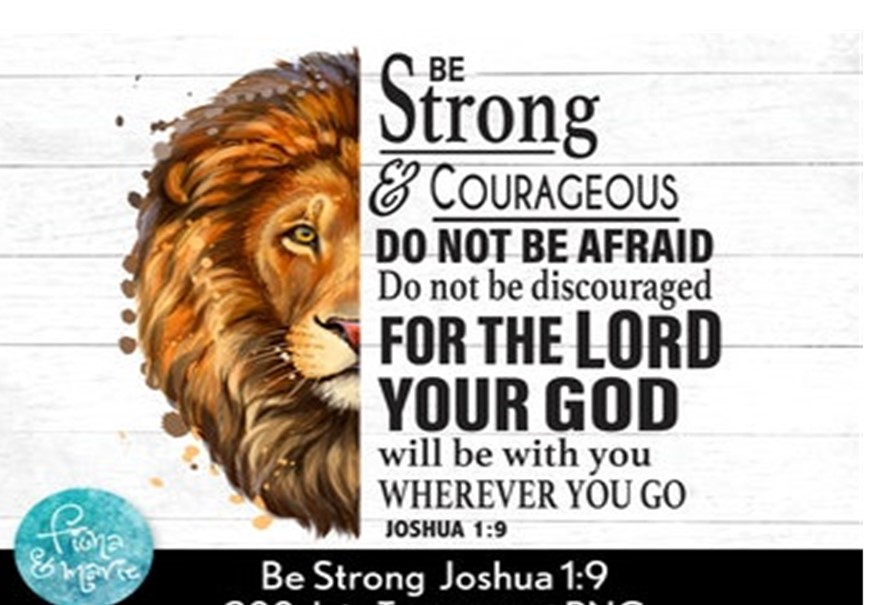 BE
Strong
& COURAGEOUS
DO NOT BE AFRAID
Do not be discouraged
FOR THE LORD
YOUR GOD
will be with you
WHEREVER YOU GO
JOSHUA 1:9
fiona
& marie
Be Strong Joshua 1:9
PNG